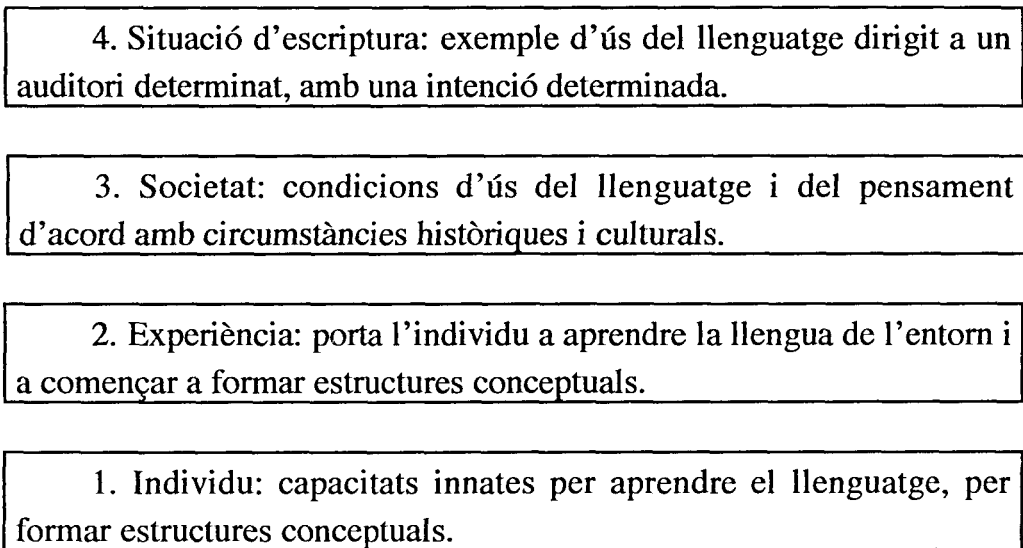 4. Situació d’escriptura: exemple d’ús del llenguatge dirigit a un
auditori determinat, amb una intenció determinada.
3. Societat: condicions d’ús del llenguatge i del pensament
d’acord amb circumstàncies històriques i culturals.
2. Experiència: porta l’individu a aprendre la llengua de l’entorn i
a començar a formar estructures conceptuals.
1. Individu: capacitats innates per aprendre el llenguatge, per
formar estructures conceptuals.